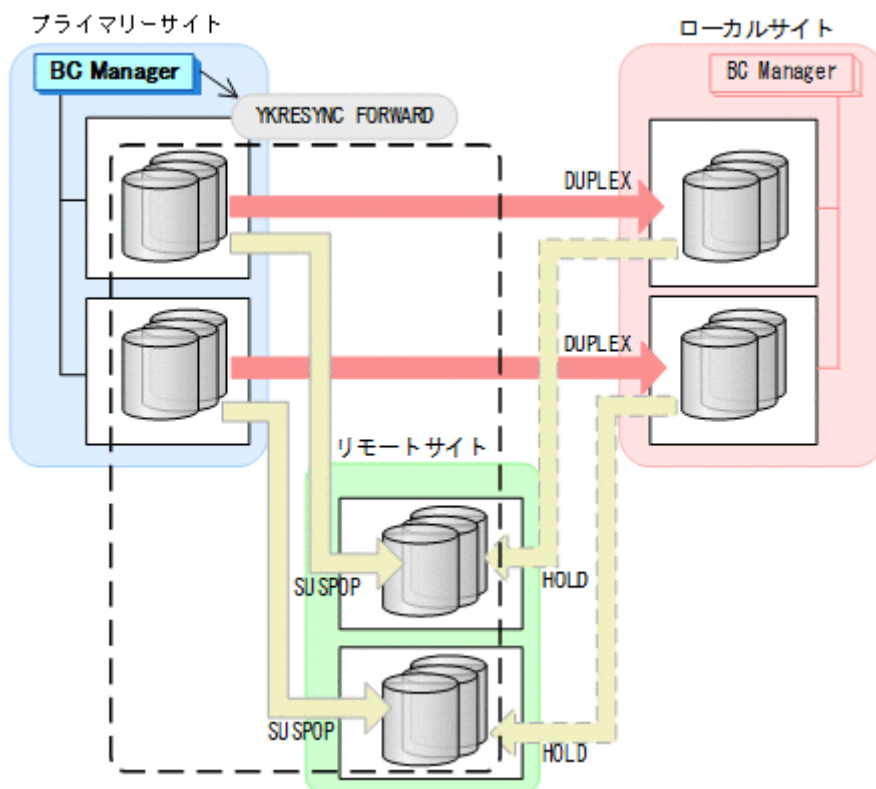 プライマリーサイト
ローカルサイト
BC Manager
BC Manager
YKRESYNC FORWARD
DUPLEX
DUPLEX
リモートサイト
SUSPOP
HOLD
SUSPOP
HOLD